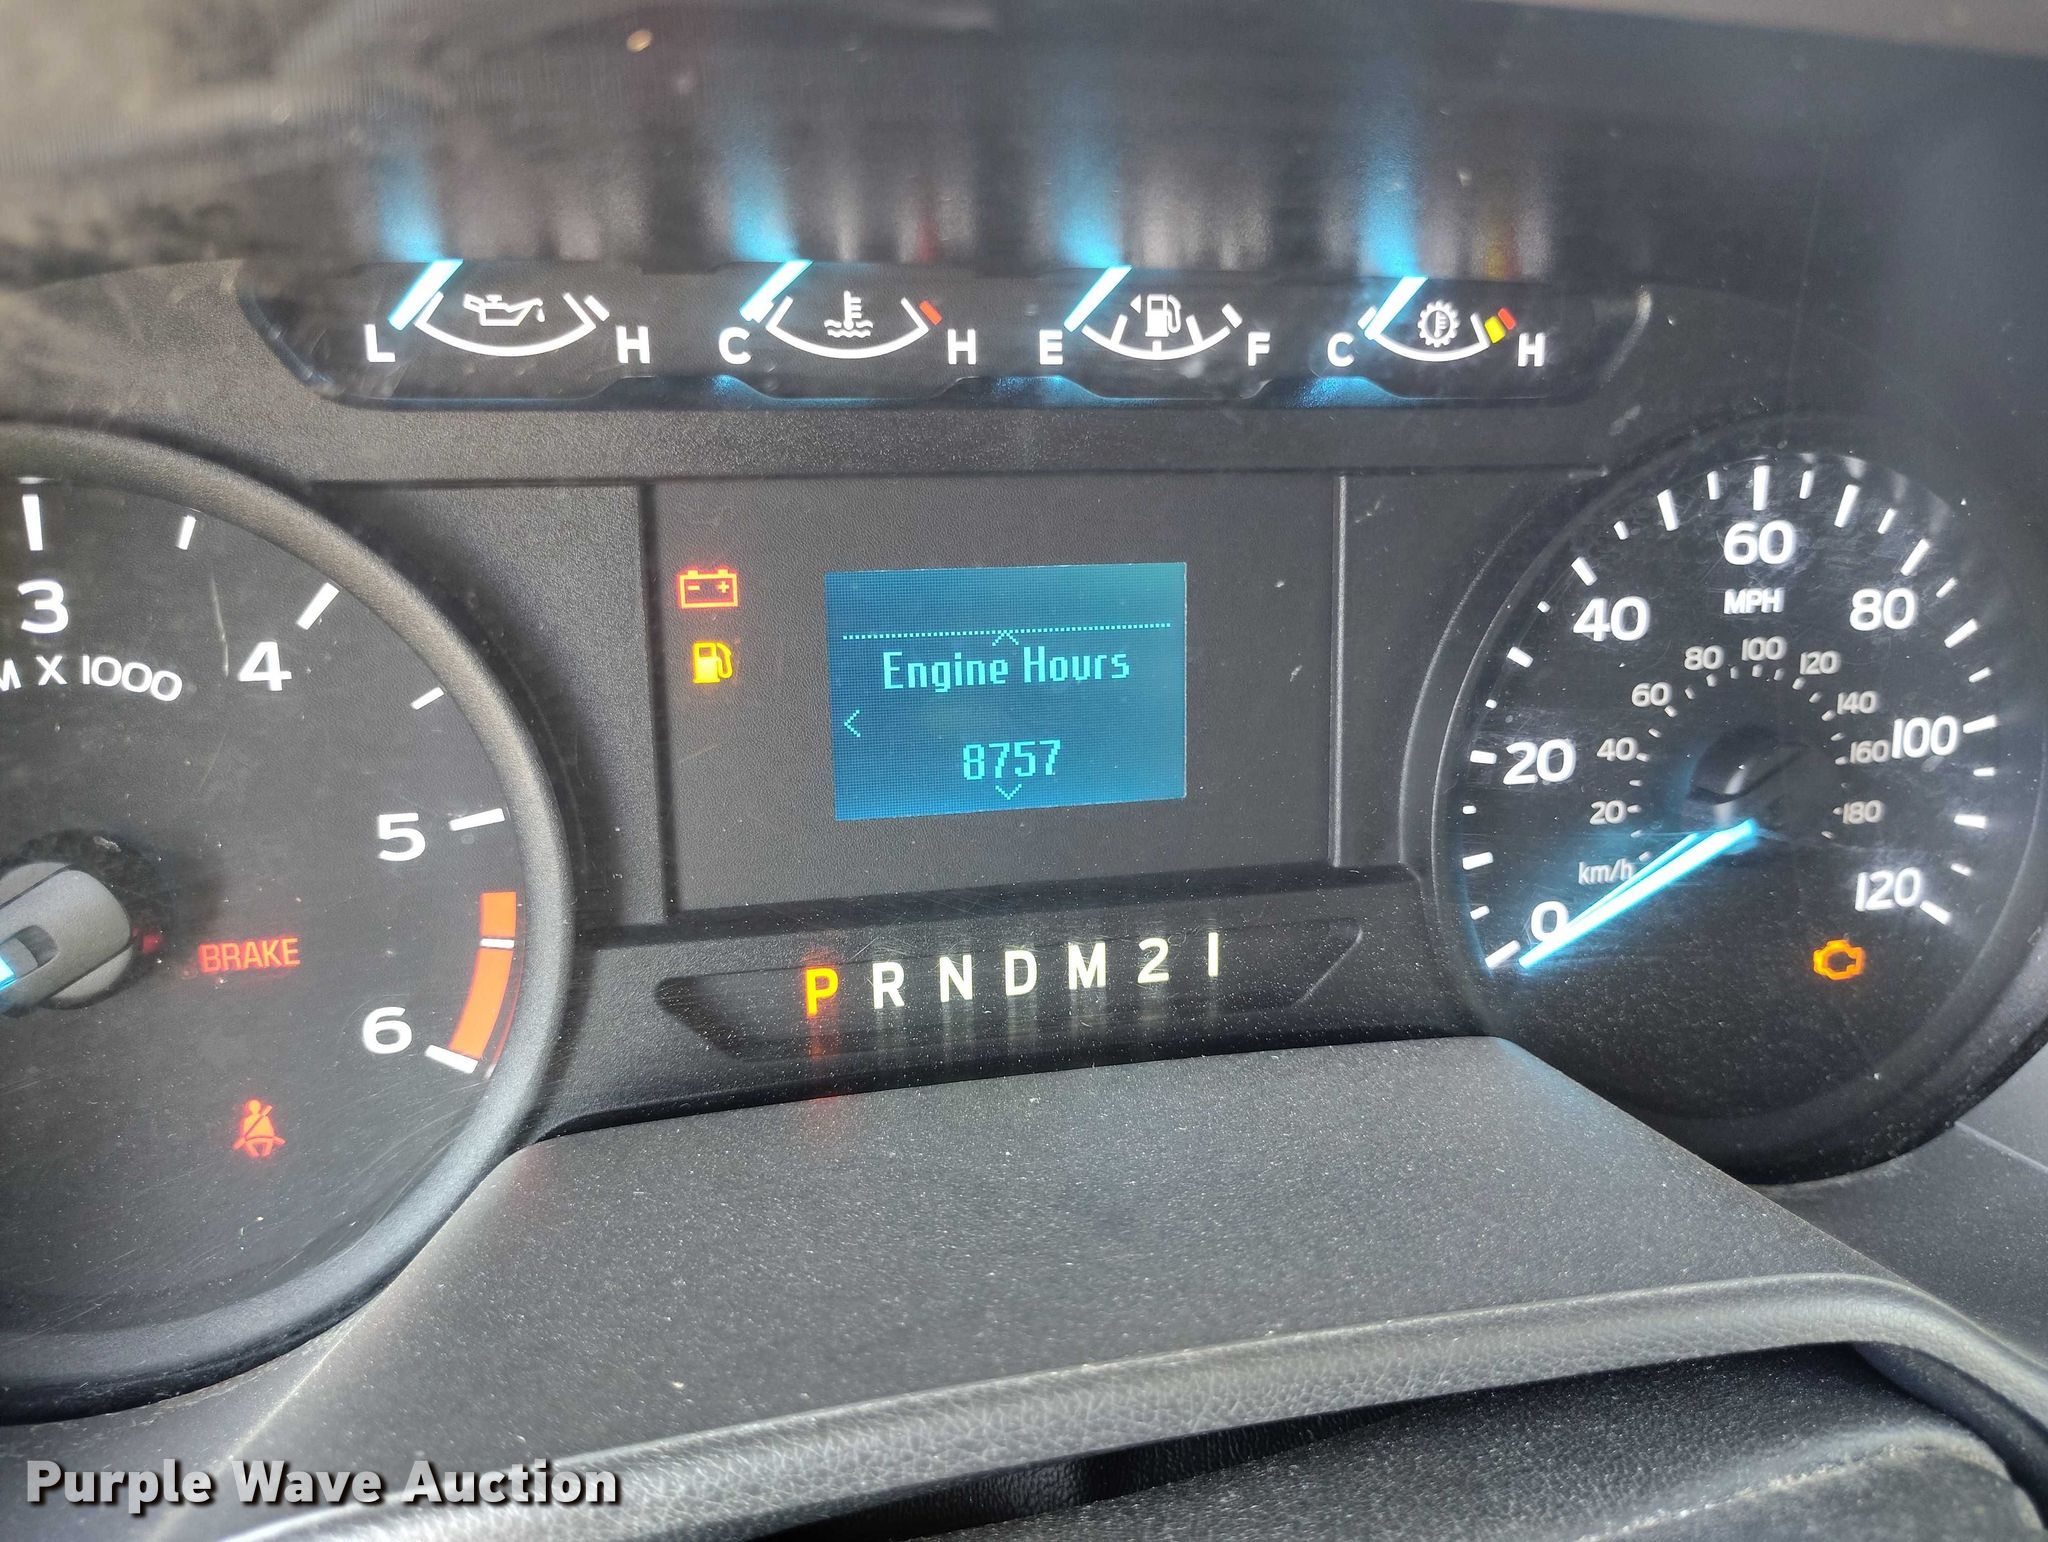 L H C H E F C H
3
M X 1000
4
5
6
BRAKE
- +
Engine Hours
8757
P R N D M 2 1
0
20
40
60
80
100
120
MPH
20
40
60
80
100
120
140
160
180
km/h
Purple Wave Auction